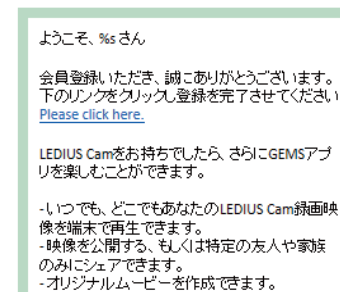 ようこそ、%sさん
会員登録いただき、誠にありがとうございます。
下のリンクをクリックし登録を完了させてください
Please click here.
LEDIUS Camをお持ちでしたら、さらにGEMSアプ
リを楽しむことができます。
-いつでも、どこでもあなたのLEDIUS Cam録画映
像を端末で再生できます。
-映像を公開する、もしくは特定の友人や家族
のみにシェアできます。
-オリジナルムービーを作成できます。